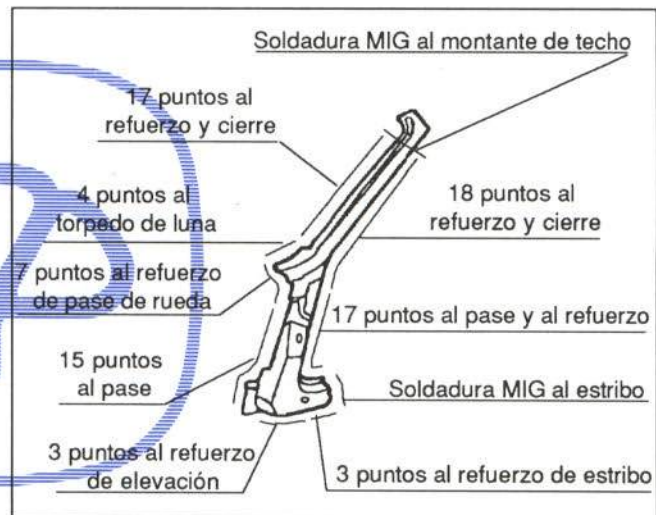 Soldadura MIG al montante de techo
17 puntos al
refuerzo y cierre
4 puntos al
torpedo de luna
18 puntos al
refuerzo y cierre
7 puntos al refuerzo
de pase de rueda
17 puntos al pase y al refuerzo
15 puntos
al pase
Soldadura MIG al estribo
3 puntos al refuerzo
de elevación
3 puntos al refuerzo de estribo